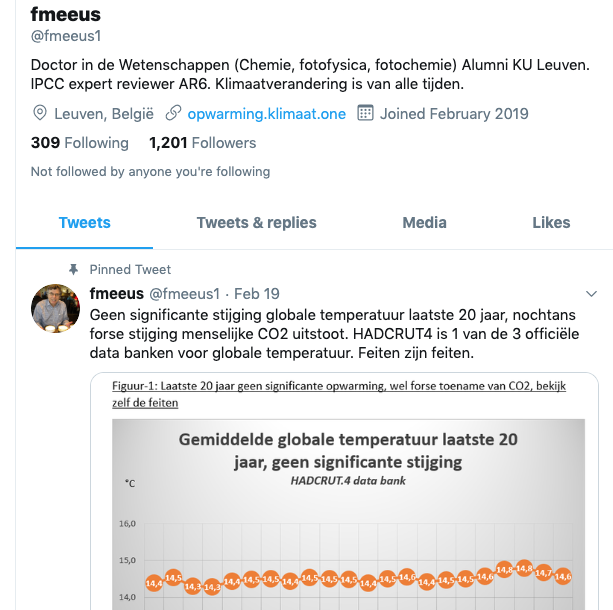 fmeeus
@fmeeus1
Doctor in de Wetenschappen (Chemie, fotofysica, fotochemie) Alumni KU Leuven.
IPCC expert reviewer AR6. Klimaatverandering is van alle tijden.
Leuven, België opwarming.klimaat.one Joined February 2019
309 Following 1,201 Followers
Not followed by anyone you're following
Tweets Tweets & replies Media Likes
Pinned Tweet
fmeeus @fmeeus1 · Feb 19
Geen significante stijging globale temperatuur laatste 20 jaar, nochtans
forse stijging menselijke CO2 uitstoot. HADCRUT4 is 1 van de 3 officiële
data banken voor globale temperatuur. Feiten zijn feiten.
Figuur-1: Laatste 20 jaar geen significante opwarming, wel forse toename van CO2, bekijk
zelf de feiten
Gemiddelde globale temperatuur laatste 20
jaar, geen significante stijging
HADCRUT.4 data bank
°C
16,0
15,0
14,4 14,5 14,3 14,3 14,4 14,5 14,5 14,4 14,5 14,5 14,5 14,4 14,5 14,6 14,4 14,5 14,5 14,6 14,8 14,8 14,7 14,6
14,0